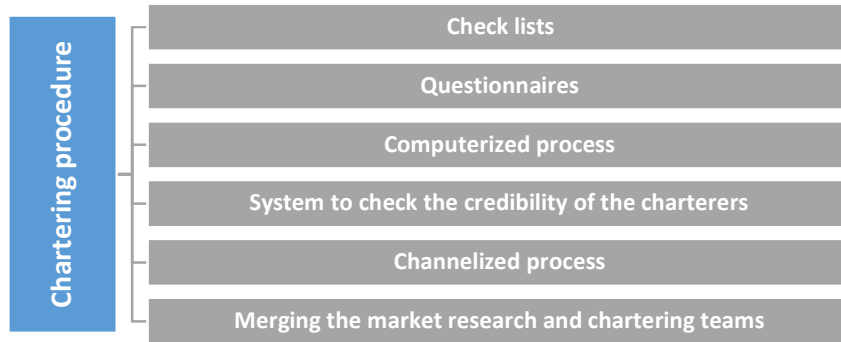 Chartering procedure
Check lists
Questionnaires
Computerized process
System to check the credibility of the charterers
Channelized process
Merging the market research and chartering teams